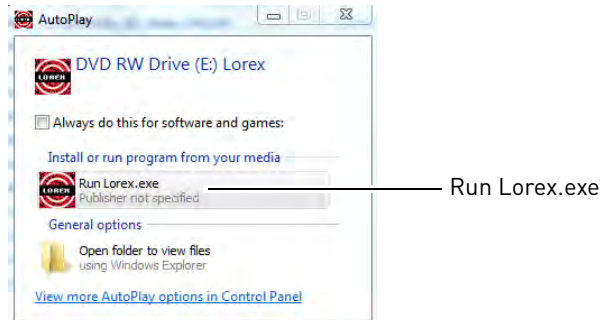 AutoPlay
DVD RW Drive (E:) Lorex
LOREX
Always do this for software and games:
Install or run program from your media
LOREX
Run Lorex.exe
Publisher not specified
Run Lorex.exe
General options
Open folder to view files
using Windows Explorer
View more AutoPlay options in Control Panel